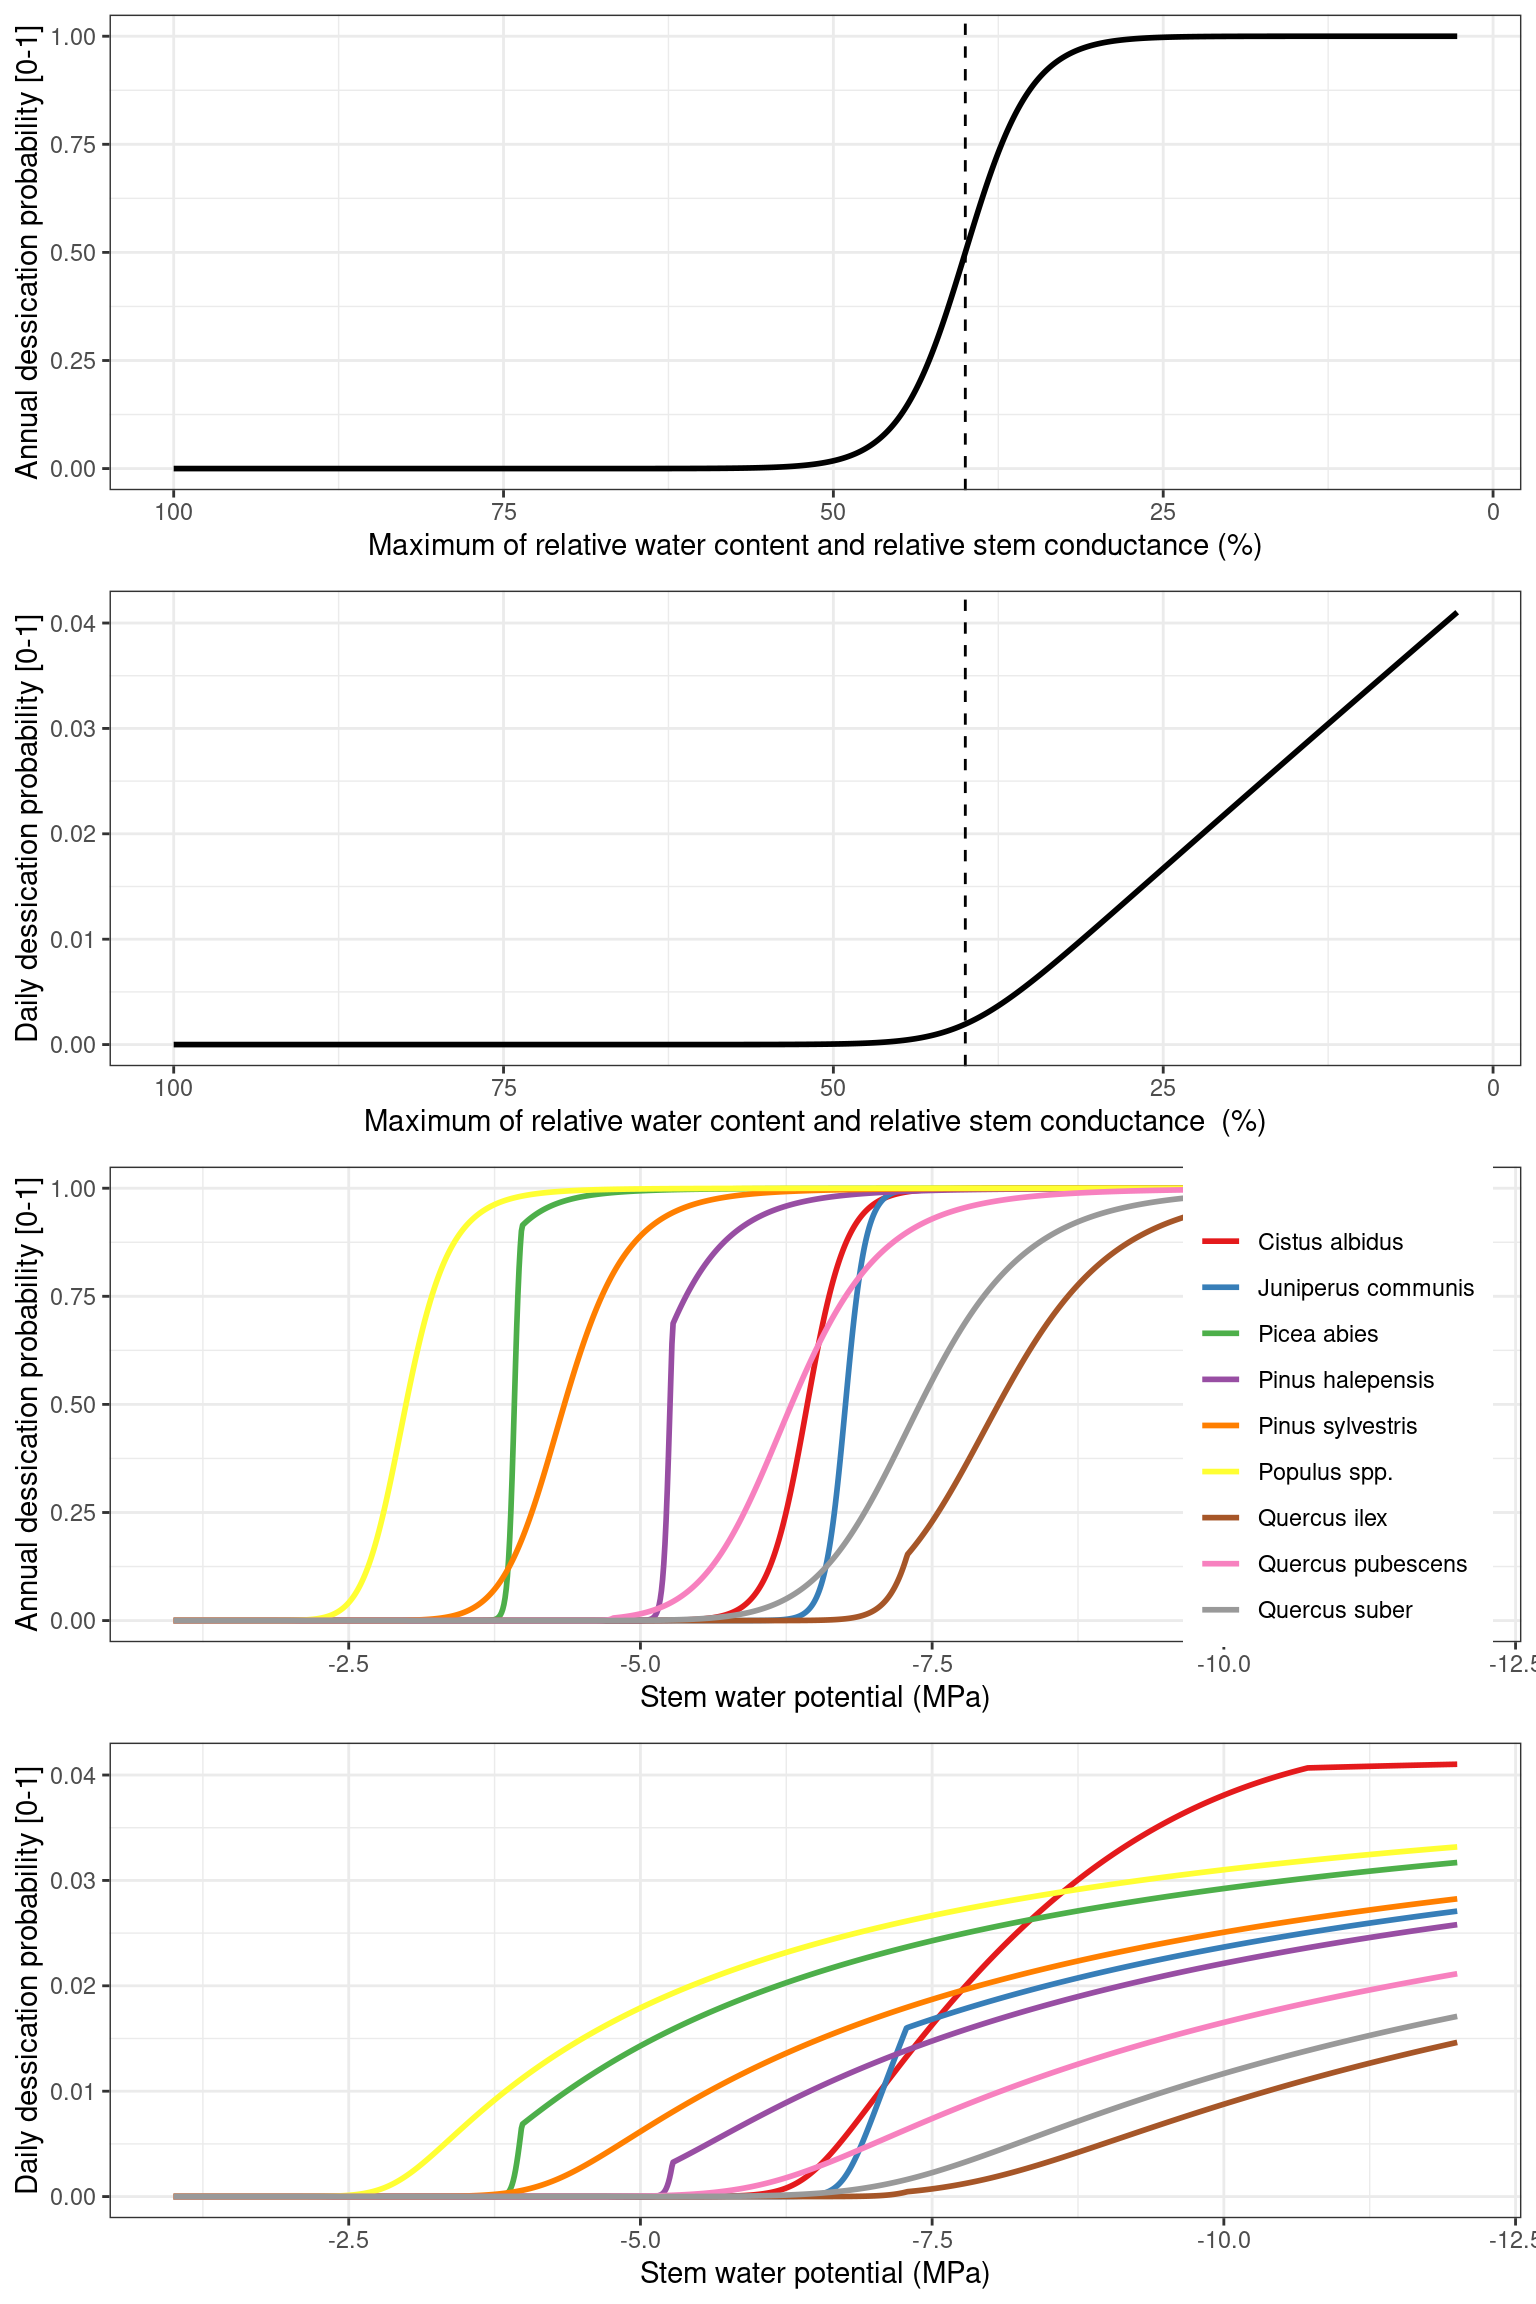 Annual dessication probability [0-1]
1.00
0.75
0.50
0.25
0.00
100 75 50 25 0
Maximum of relative water content and relative stem conductance (%)
Daily dessication probability [0-1]
0.04
0.03
0.02
0.01
0.00
100 75 50 25 0
Maximum of relative water content and relative stem conductance (%)
Annual dessication probability [0-1]
1.00
0.75
0.50
0.25
0.00
Cistus albidus
Juniperus communis
Picea abies
Pinus halepensis
Pinus sylvestris
Populus spp.
Quercus ilex
Quercus pubescens
Quercus suber
-2.5 -5.0 -7.5 -10.0 -12.5
Stem water potential (MPa)
Daily dessication probability [0-1]
0.04
0.03
0.02
0.01
0.00
-2.5 -5.0 -7.5 -10.0 -12.5
Stem water potential (MPa)